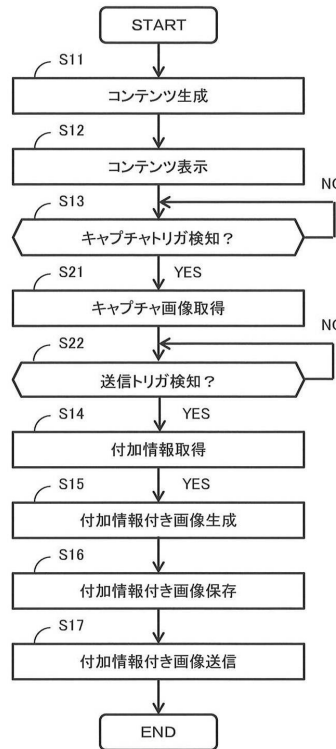 START
S11
コンテンツ生成
S12
コンテンツ表示
NO
S13
キャプチャトリガ検知？
S21
YES
キャプチャ画像取得
NO
S22
送信トリガ検知？
S14
YES
付加情報取得
S15
YES
付加情報付き画像生成
S16
付加情報付き画像保存
S17
付加情報付き画像送信
END